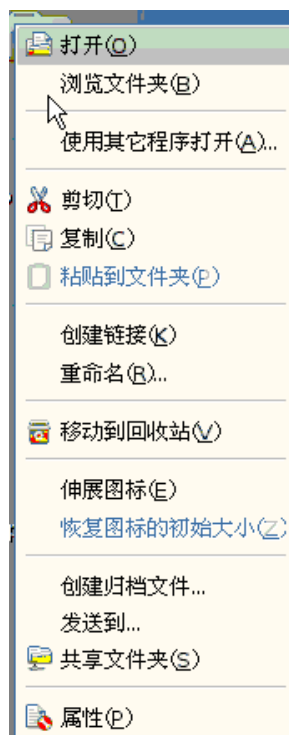 打开(O)
浏览文件夹(B)
使用其它程序打开(A)...
剪切(T)
复制(C)
粘贴到文件夹(P)
创建链接(K)
重命名(R)...
移动到回收站(V)
伸展图标(E)
恢复图标的初始大小(Z)
创建归档文件...
发送到...
共享文件夹(S)
属性(P)